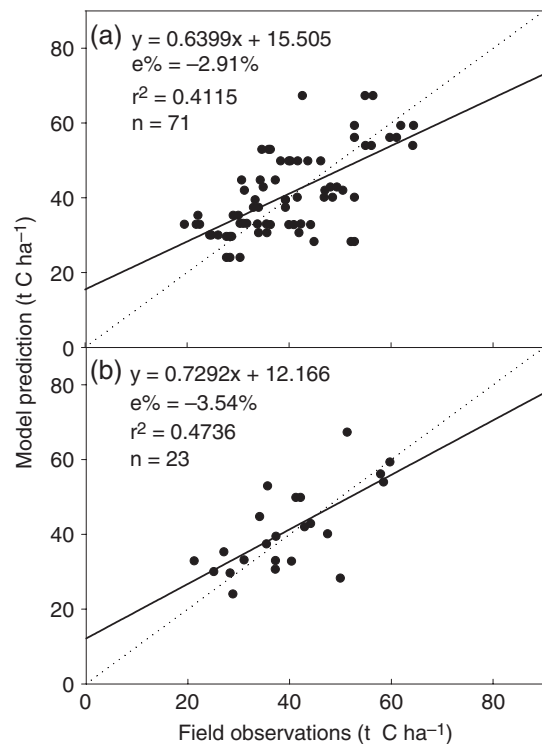 (a) y = 0.6399x + 15.505
e% = –2.91%
r² = 0.4115
n = 71
80
60
40
20
0
(b) y = 0.7292x + 12.166
e% = –3.54%
r² = 0.4736
n = 23
80
60
40
20
0
0 20 40 60 80
Model prediction (t C ha⁻¹)
Field observations (t C ha⁻¹)